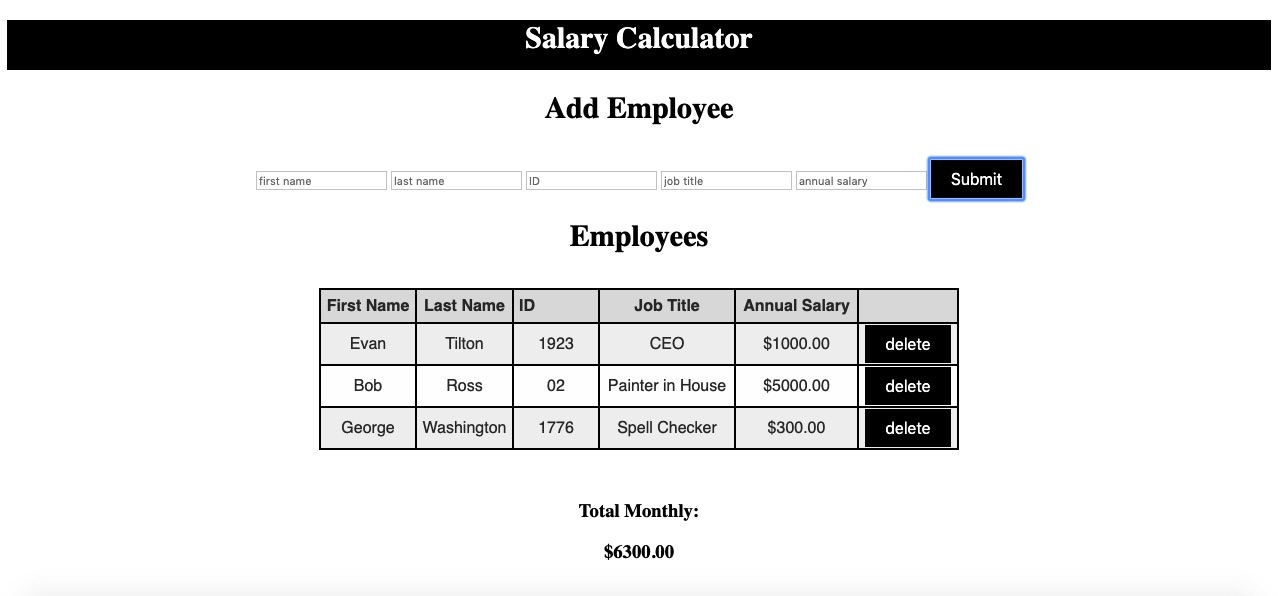 Salary Calculator
Add Employee
first name last name ID job title annual salary Submit
Employees
First Name Last Name ID Job Title Annual Salary
Evan Tilton 1923 CEO $1000.00 delete
Bob Ross 02 Painter in House $5000.00 delete
George Washington 1776 Spell Checker $300.00 delete
Total Monthly:
$6300.00